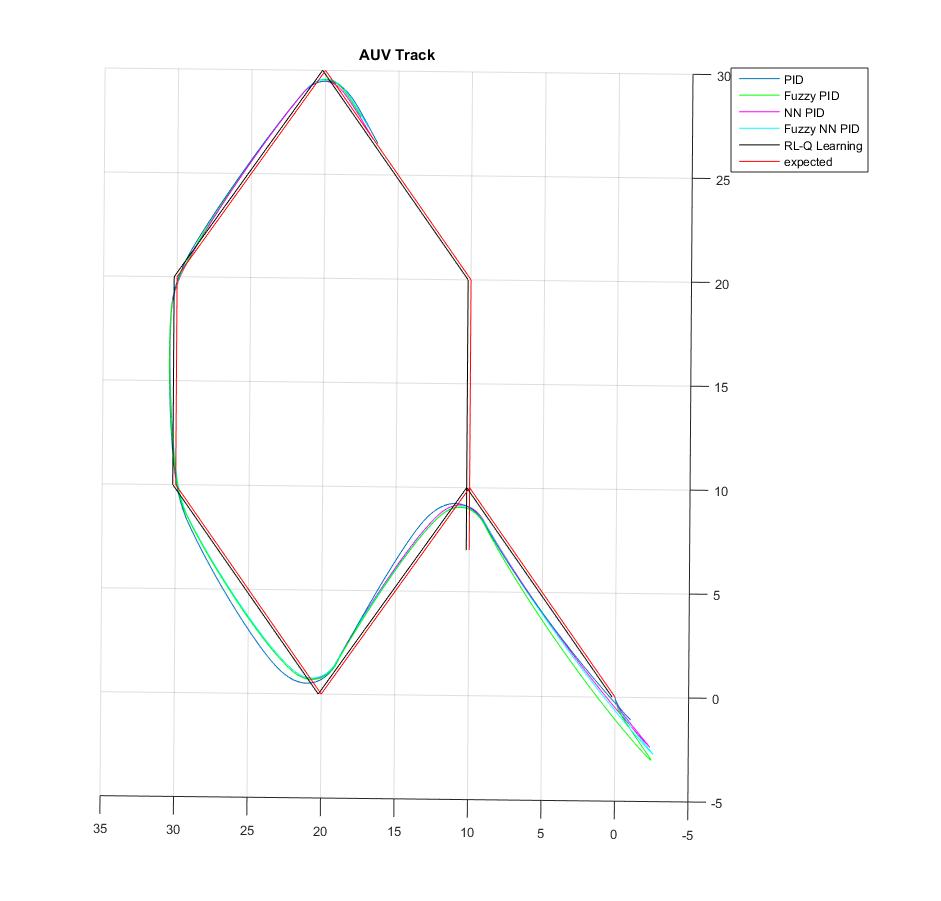 AUV Track
PID
Fuzzy PID
NN PID
Fuzzy NN PID
RL-Q Learning
expected
30
25
20
15
10
5
0
-5
35 30 25 20 15 10 5 0 -5